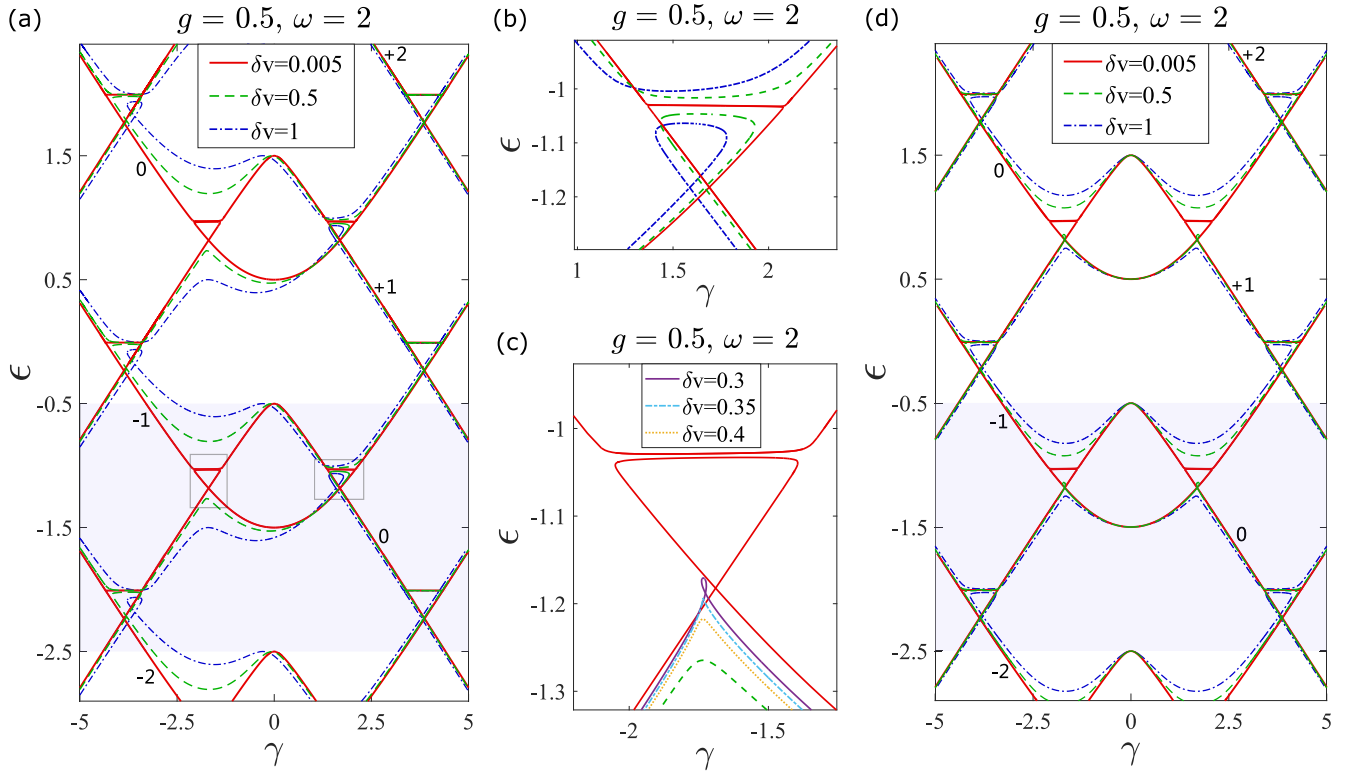 (a)
g = 0.5, ω = 2
δv=0.005
δv=0.5
δv=1
+2
0
+1
-1
0
-2
1.5
0.5
-0.5
-1.5
-2.5
ϵ
-5
-2.5
0
2.5
5
γ
(b)
g = 0.5, ω = 2
-1
-1.1
-1.2
ϵ
1
1.5
2
γ
(c)
g = 0.5, ω = 2
δv=0.3
δv=0.35
δv=0.4
-1
-1.1
-1.2
-1.3
ϵ
-2
-1.5
γ
(d)
g = 0.5, ω = 2
δv=0.005
δv=0.5
δv=1
+2
0
+1
-1
0
-2
1.5
0.5
-0.5
-1.5
-2.5
ϵ
-5
-2.5
0
2.5
5
γ